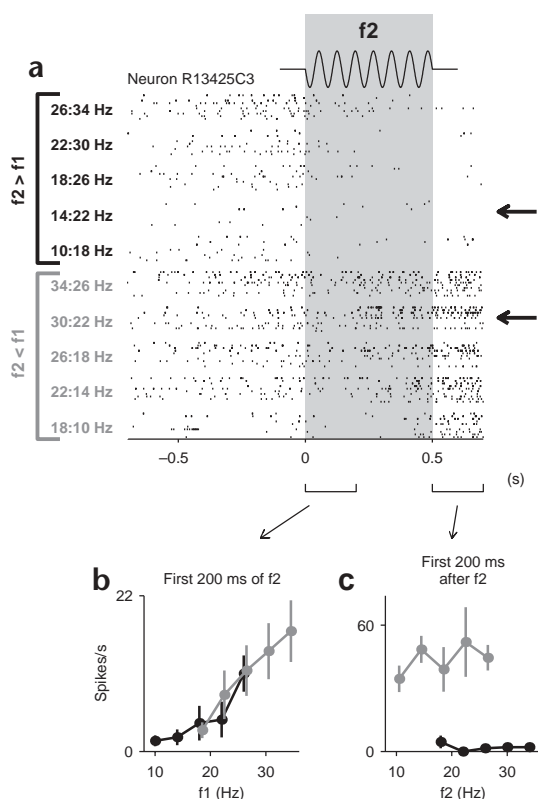 f2
a
Neuron R13425C3
f2 > f1
26:34 Hz
22:30 Hz
18:26 Hz
14:22 Hz
10:18 Hz
f2 < f1
34:26 Hz
30:22 Hz
26:18 Hz
22:14 Hz
18:10 Hz
–0.5 0 0.5
(s)
b
First 200 ms of f2
22
Spikes/s
0
10 20 30
f1 (Hz)
c
First 200 ms
after f2
60
0
10 20 30
f2 (Hz)